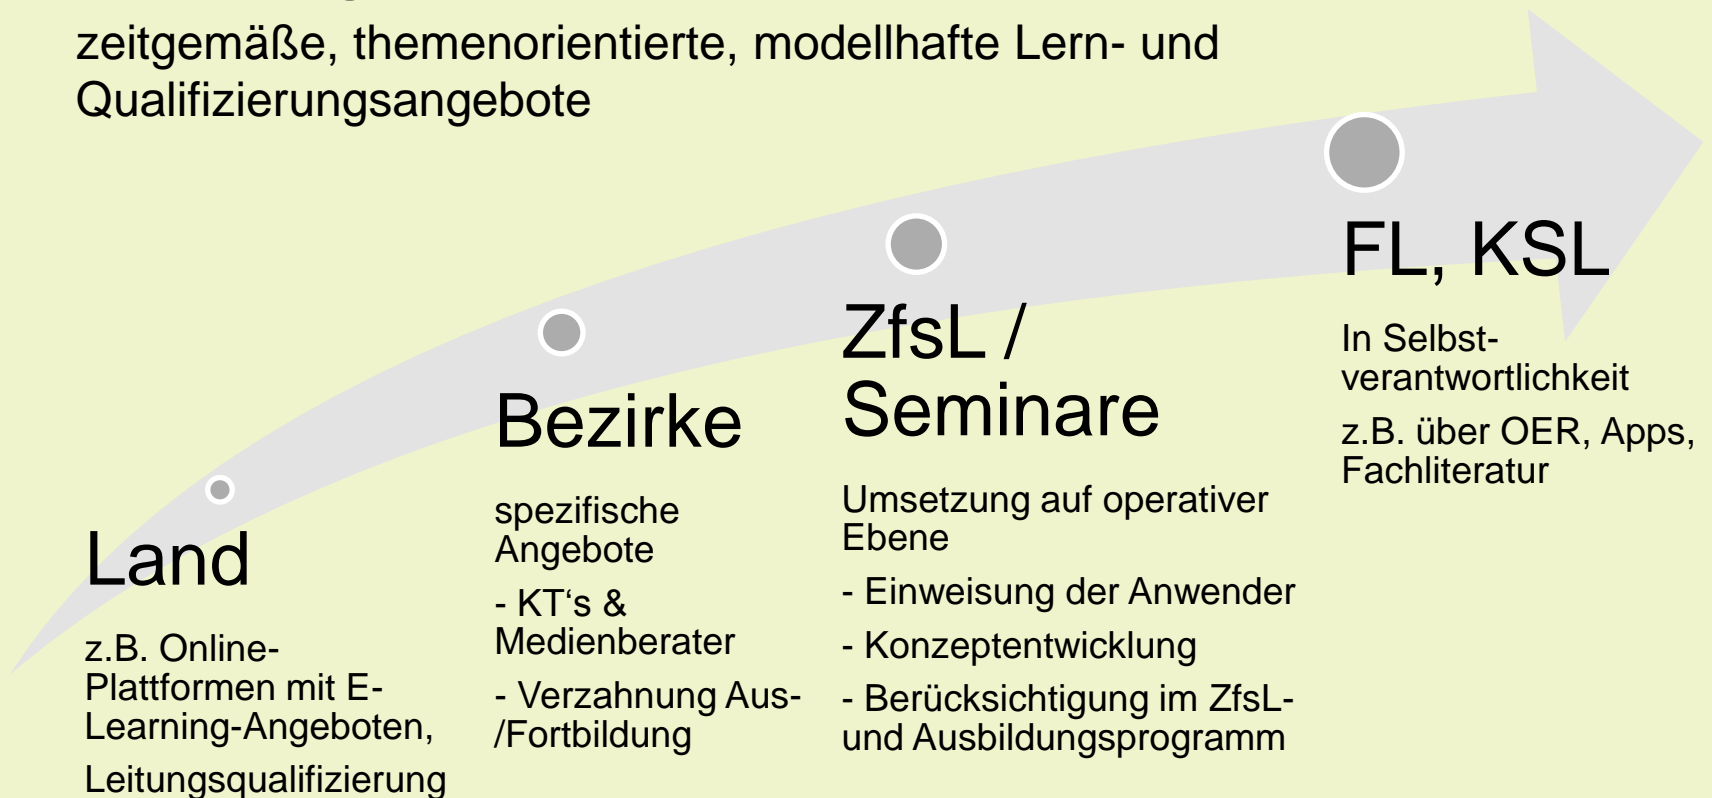 zeitgemäße, themenorientierte, modellhafte Lern- und
Qualifizierungsangebote
Land
z.B. Online-
Plattformen mit E-
Learning-Angeboten,
Leitungsqualifizierung
Bezirke
spezifische
Angebote
- KT‘s &
Medienberater
- Verzahnung Aus-
/Fortbildung
ZfsL /
Seminare
Umsetzung auf operativer
Ebene
- Einweisung der Anwender
- Konzeptentwicklung
- Berücksichtigung im ZfsL-
und Ausbildungsprogramm
FL, KSL
In Selbst-
verantwortlichkeit
z.B. über OER, Apps,
Fachliteratur